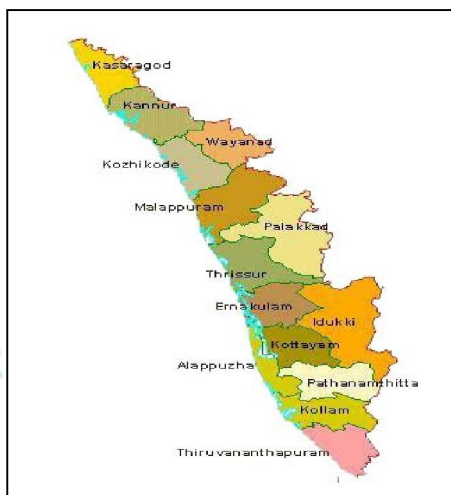 Kasaragod
Kannur
Wayanad
Kozhikode
Malappuram
Palakkad
Thrissur
Ernakulam
Idukki
Kottayam
Alappuzha
Pathanamthitta
Kollam
Thiruvananthapuram